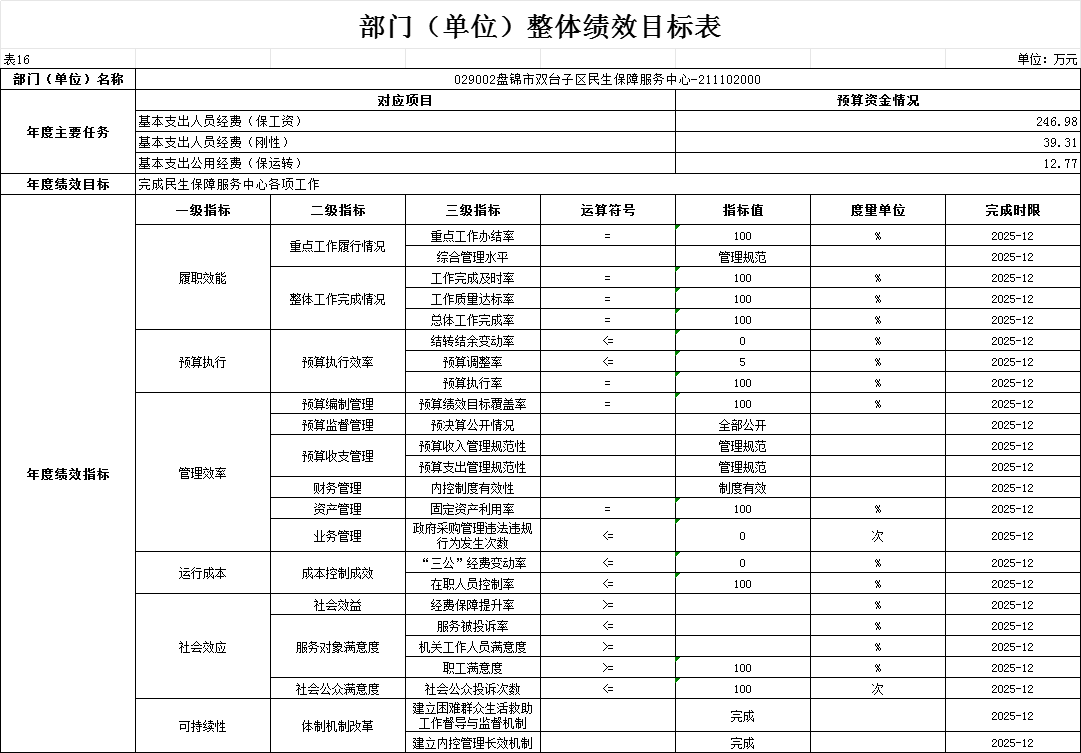 部门（单位）整体绩效目标表
表16 单位：万元
部门（单位）名称 029002盘锦市双台子区民生保障服务中心-211102000
年度主要任务 对应项目 预算资金情况
基本支出人员经费（保工资） 246.98
基本支出人员经费（刚性） 39.31
基本支出公用经费（保运转） 12.77
年度绩效目标 完成民生保障服务中心各项工作
年度绩效指标 一级指标 二级指标 三级指标 运算符号 指标值 度量单位 完成时限
履职效能 重点工作履行情况 重点工作办结率 = 100 % 2025-12
综合管理水平 管理规范 2025-12
整体工作完成情况 工作完成及时率 = 100 % 2025-12
工作质量达标率 = 100 % 2025-12
总体工作完成率 = 100 % 2025-12
预算执行 预算执行效率 结转结余变动率 <= 0 % 2025-12
预算调整率 <= 5 % 2025-12
预算执行率 = 100 % 2025-12
管理效率 预算编制管理 预算绩效目标覆盖率 = 100 % 2025-12
预算监督管理 预决算公开情况 全部公开 2025-12
预算收支管理 预算收入管理规范性 管理规范 2025-12
预算支出管理规范性 管理规范 2025-12
财务管理 内控制度有效性 制度有效 2025-12
资产管理 固定资产利用率 = 100 % 2025-12
业务管理 政府采购管理违法违规
行为发生次数 <= 0 次 2025-12
运行成本 成本控制成效 “三公”经费变动率 <= 0 % 2025-12
在职人员控制率 <= 100 % 2025-12
社会效应 社会效益 经费保障提升率 >= % 2025-12
服务对象满意度 服务被投诉率 <= % 2025-12
机关工作人员满意度 >= % 2025-12
职工满意度 >= 100 % 2025-12
社会公众满意度 社会公众投诉次数 <= 100 次 2025-12
可持续性 体制机制改革 建立困难群众生活救助
工作督导与监督机制 完成 2025-12
建立内控管理长效机制 完成 2025-12